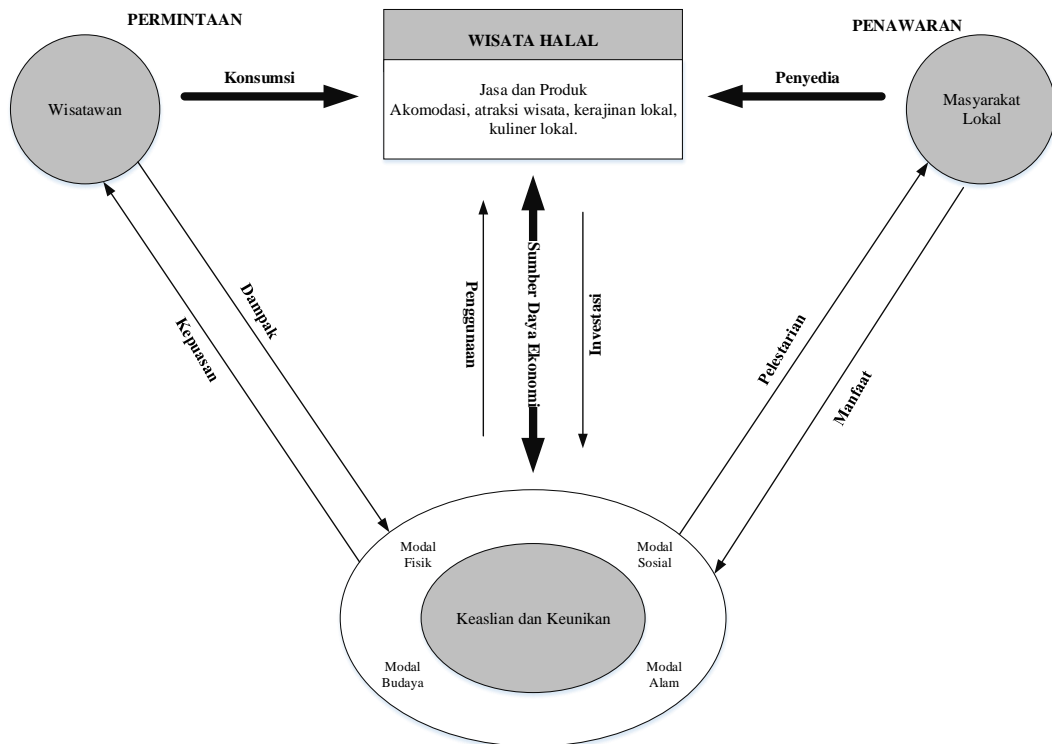 PERMINTAAN
PENAWARAN
WISATA HALAL
Konsumsi
Penyedia
Jasa dan Produk
Akomodasi, atraksi wisata, kerajinan lokal,
kuliner lokal.
Wisatawan
Masyarakat
Lokal
Dampak
Kepuasan
Penggunaan
Sumber Daya Ekonomi
Investasi
Pelestarian
Manfaat
Modal
Fisik
Modal
Sosial
Keaslian dan Keunikan
Modal
Budaya
Modal
Alam